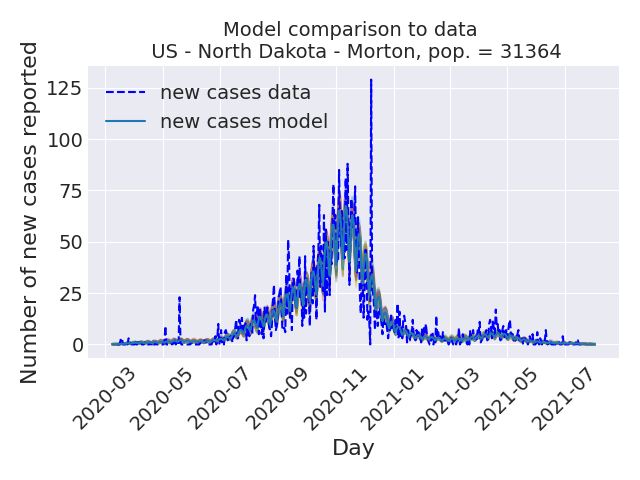 Model comparison to data
US - North Dakota - Morton, pop. = 31364
Number of new cases reported
125
100
75
50
25
0
new cases data
new cases model
2020-03
2020-05
2020-07
2020-09
2020-11
2021-01
2021-03
2021-05
2021-07
Day